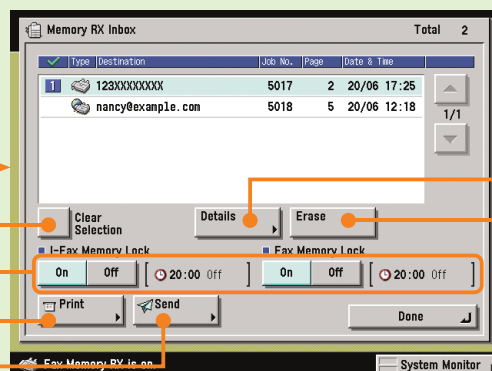 Memory RX Inbox Total 2
Type Destination Job No. Page Date & Time
1 123XXXXXXXX 5017 2 20/06 17:25
nancy@example.com 5018 5 20/06 12:18
1/1
Clear
Selection
Details Erase
I-Fax Memory Lock Fax Memory Lock
On Off [ 20:00 Off ] On Off [ 20:00 Off ]
Print Send
Done
Fax Memory RX is on. System Monitor